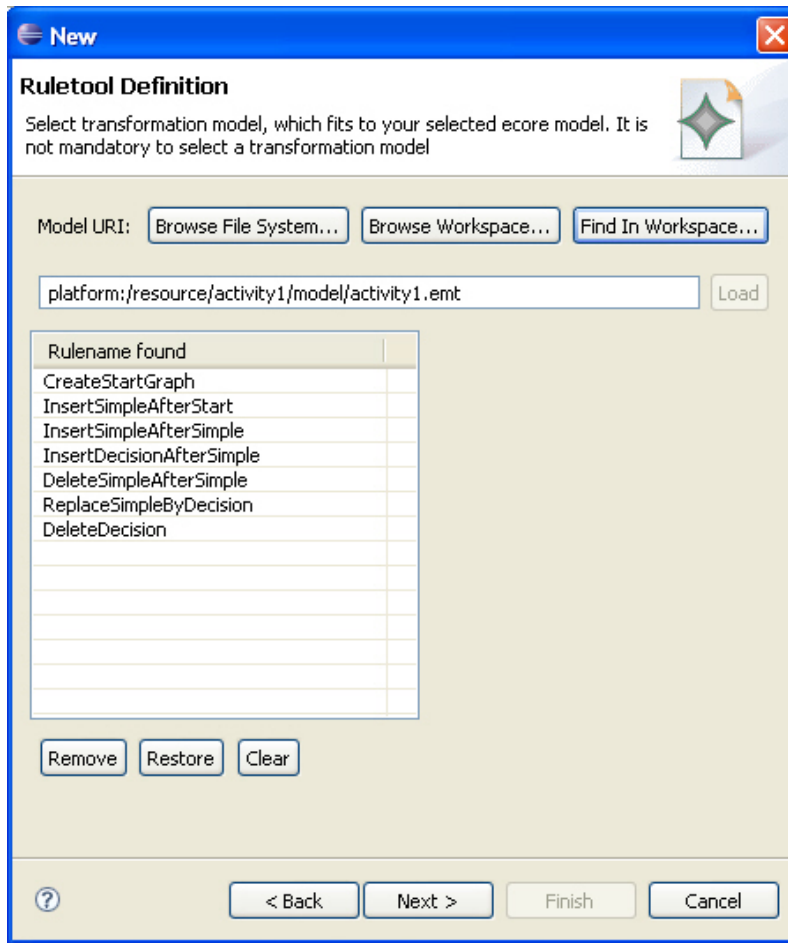 New
Ruletool Definition
Select transformation model, which fits to your selected ecore model. It is
not mandatory to select a transformation model
Model URI: Browse File System... Browse Workspace... Find In Workspace...
platform:/resource/activity1/model/activity1.emt Load
Rulename found
CreateStartGraph
InsertSimpleAfterStart
InsertSimpleAfterSimple
InsertDecisionAfterSimple
DeleteSimpleAfterSimple
ReplaceSimpleByDecision
DeleteDecision
Remove Restore Clear
? < Back Next > Finish Cancel